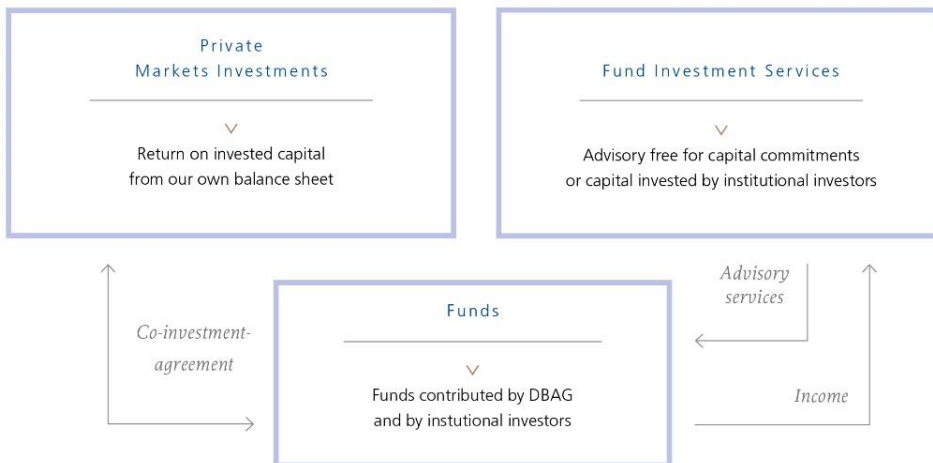 Private
Markets Investments
Return on invested capital
from our own balance sheet
Fund Investment Services
Advisory free for capital commitments
or capital invested by institutional investors
Co-investment-
agreement
Funds
Funds contributed by DBAG
and by instutional investors
Advisory
services
Income